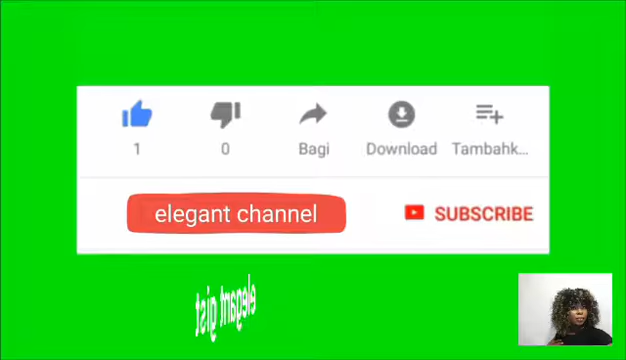 1 0 Bagi Download Tambahk...
elegant channel SUBSCRIBE
elegant gist